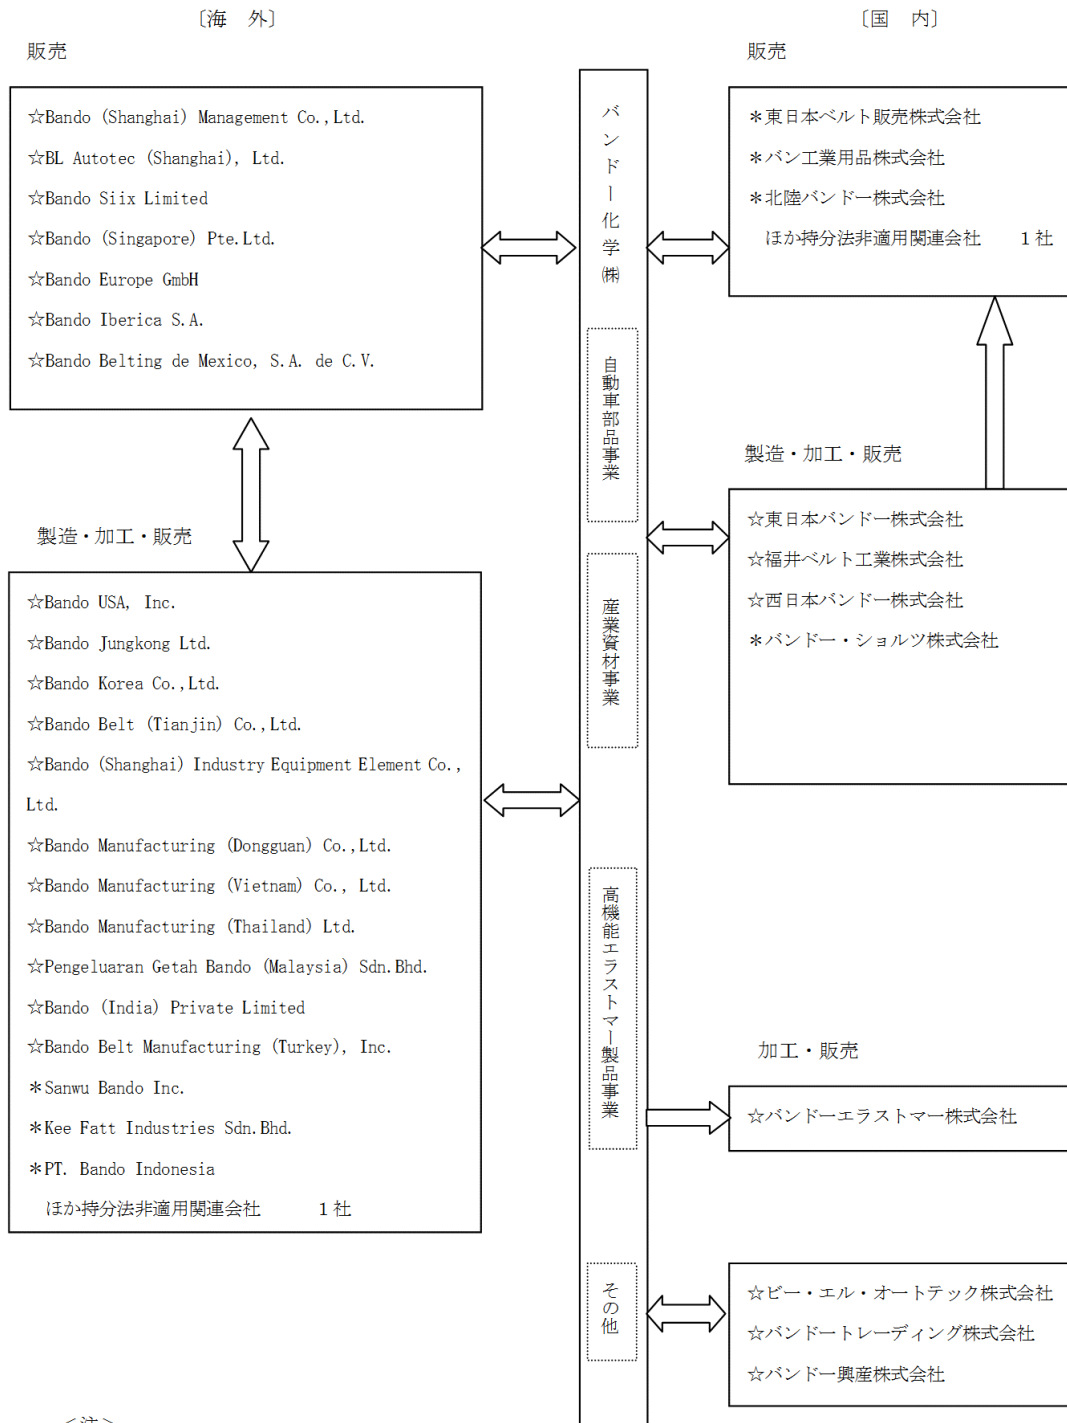 〔海　外〕
販売
☆Bando (Shanghai) Management Co.,Ltd.
☆BL Autotec (Shanghai), Ltd.
☆Bando Siix Limited
☆Bando (Singapore) Pte.Ltd.
☆Bando Europe GmbH
☆Bando Iberica S.A.
☆Bando Belting de Mexico, S.A. de C.V.
製造・加工・販売
☆Bando USA, Inc.
☆Bando Jungkong Ltd.
☆Bando Korea Co.,Ltd.
☆Bando Belt (Tianjin) Co.,Ltd.
☆Bando (Shanghai) Industry Equipment Element Co.,
Ltd.
☆Bando Manufacturing (Dongguan) Co.,Ltd.
☆Bando Manufacturing (Vietnam) Co., Ltd.
☆Bando Manufacturing (Thailand) Ltd.
☆Pengeluaran Getah Bando (Malaysia) Sdn.Bhd.
☆Bando (India) Private Limited
☆Bando Belt Manufacturing (Turkey), Inc.
＊Sanwu Bando Inc.
＊Kee Fatt Industries Sdn.Bhd.
＊PT. Bando Indonesia
ほか持分法非適用関連会社　　　１社
バンドー化学㈱
自動車部品事業
産業資材事業
高機能エラストマー製品事業
その他
〔国　内〕
販売
＊東日本ベルト販売株式会社
＊バン工業用品株式会社
＊北陸バンドー株式会社
ほか持分法非適用関連会社　　１社
製造・加工・販売
☆東日本バンドー株式会社
☆福井ベルト工業株式会社
☆西日本バンドー株式会社
＊バンドー・ショルツ株式会社
加工・販売
☆バンドーエラストマー株式会社
☆ビー・エル・オートテック株式会社
☆バンドートレーディング株式会社
☆バンドー興産株式会社
＜注＞